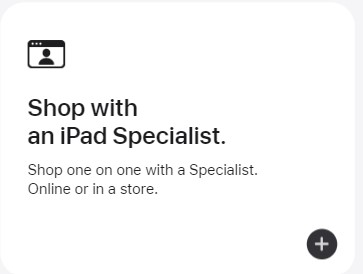 Shop with
an iPad Specialist.
Shop one on one with a Specialist.
Online or in a store.